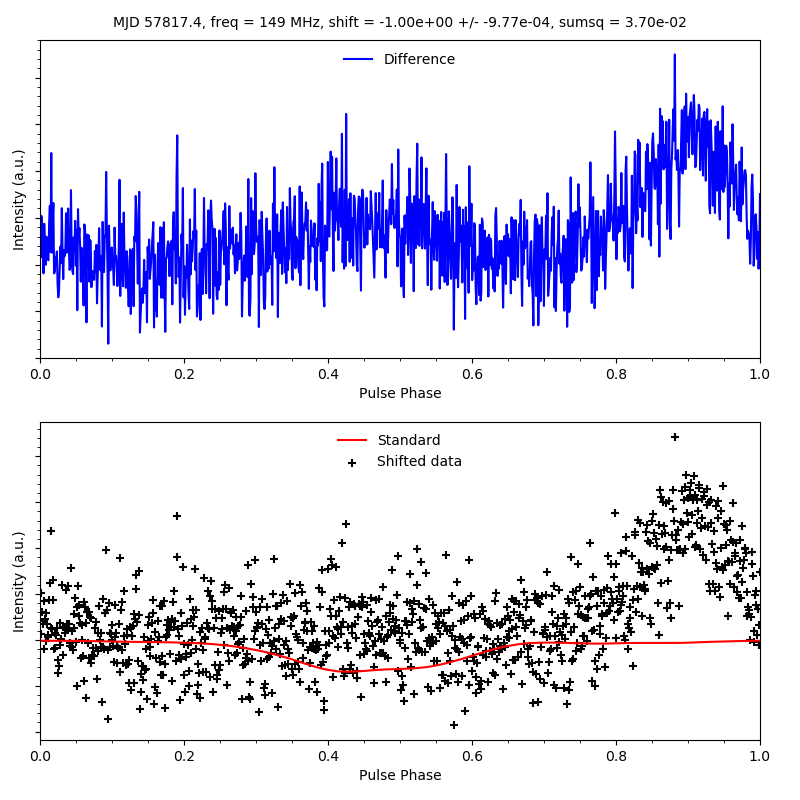 MJD 57817.4, freq = 149 MHz, shift = -1.00e+00 +/- -9.77e-04, sumsq = 3.70e-02
Difference
Intensity (a.u.)
0.0 0.2 0.4 0.6 0.8 1.0
Pulse Phase
Standard
Shifted data
Intensity (a.u.)
0.0 0.2 0.4 0.6 0.8 1.0
Pulse Phase